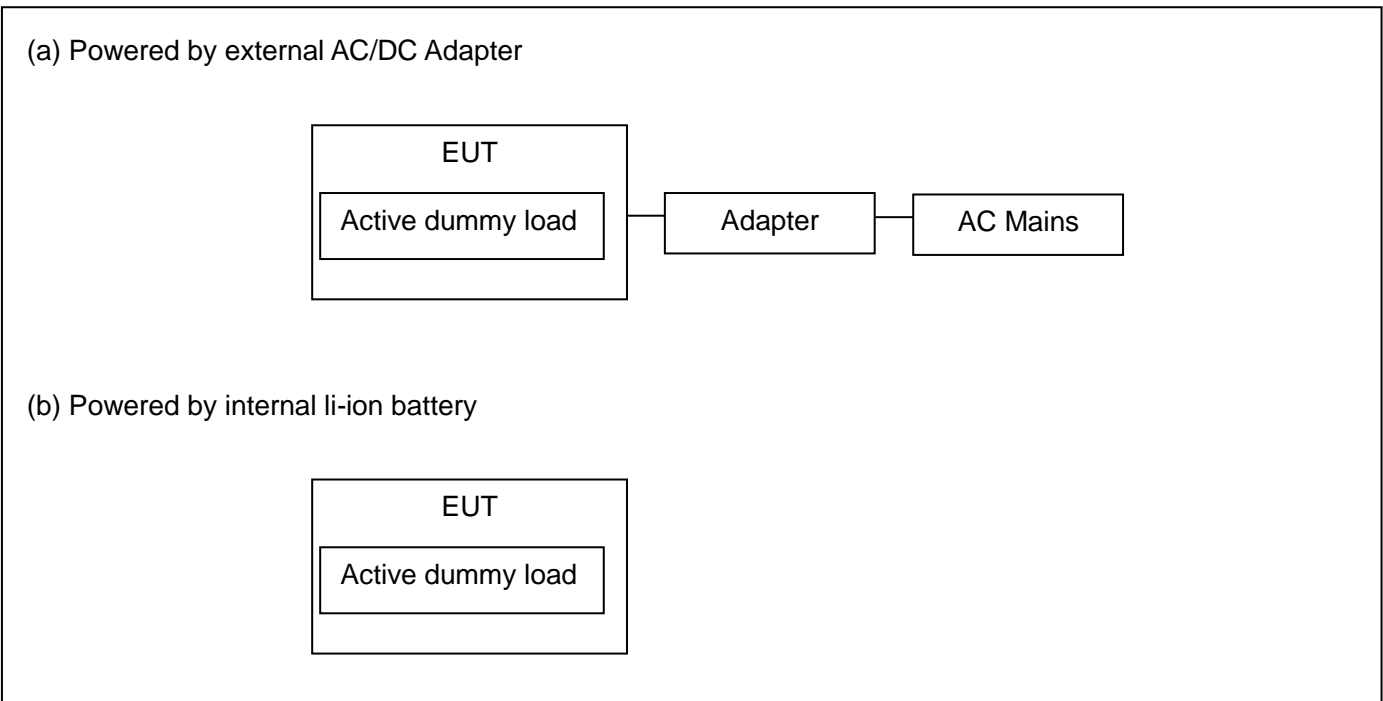 (a) Powered by external AC/DC Adapter
EUT
Active dummy load
Adapter
AC Mains
(b) Powered by internal li-ion battery
EUT
Active dummy load